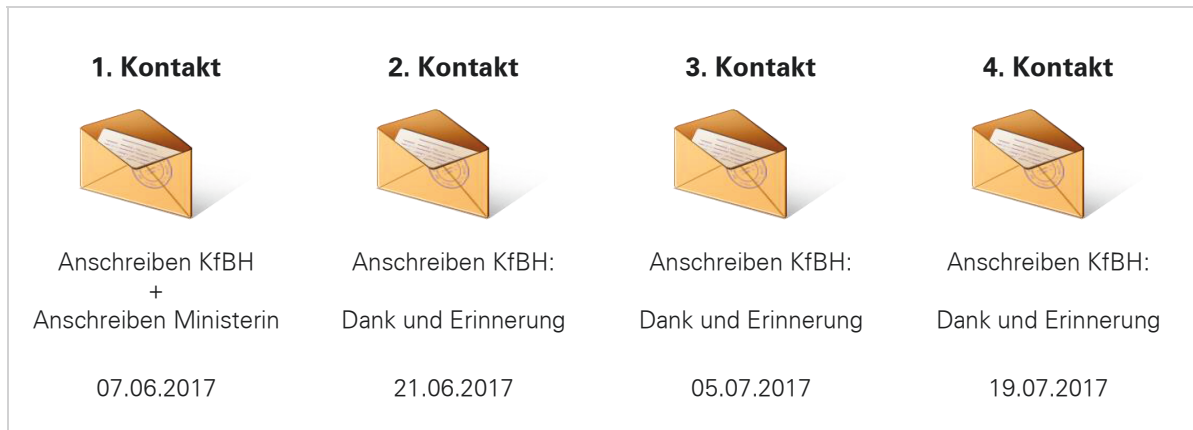 1. Kontakt
2. Kontakt
3. Kontakt
4. Kontakt
Anschreiben KfBH
+
Anschreiben Ministerin
07.06.2017
Anschreiben KfBH:
Dank und Erinnerung
21.06.2017
Anschreiben KfBH:
Dank und Erinnerung
05.07.2017
Anschreiben KfBH:
Dank und Erinnerung
19.07.2017